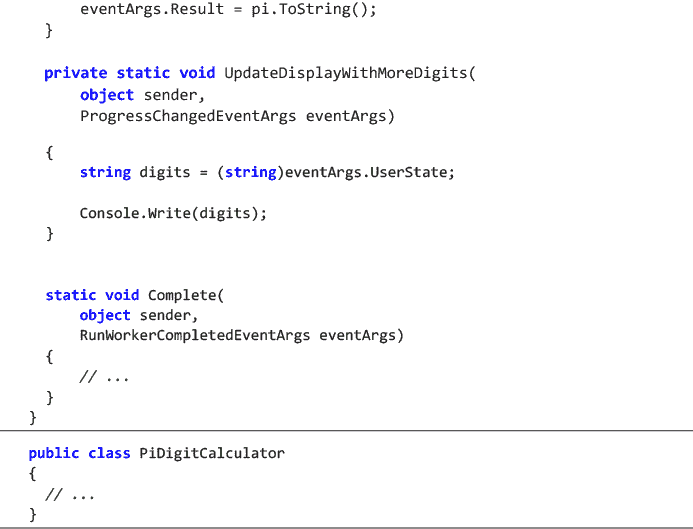 eventArgs.Result = pi.ToString();
}
private static void UpdateDisplayWithMoreDigits(
object sender,
ProgressChangedEventArgs eventArgs)
{
string digits = (string)eventArgs.UserState;
Console.Write(digits);
}
static void Complete(
object sender,
RunWorkerCompletedEventArgs eventArgs)
{
// ...
}
}
public class PiDigitCalculator
{
// ...
}